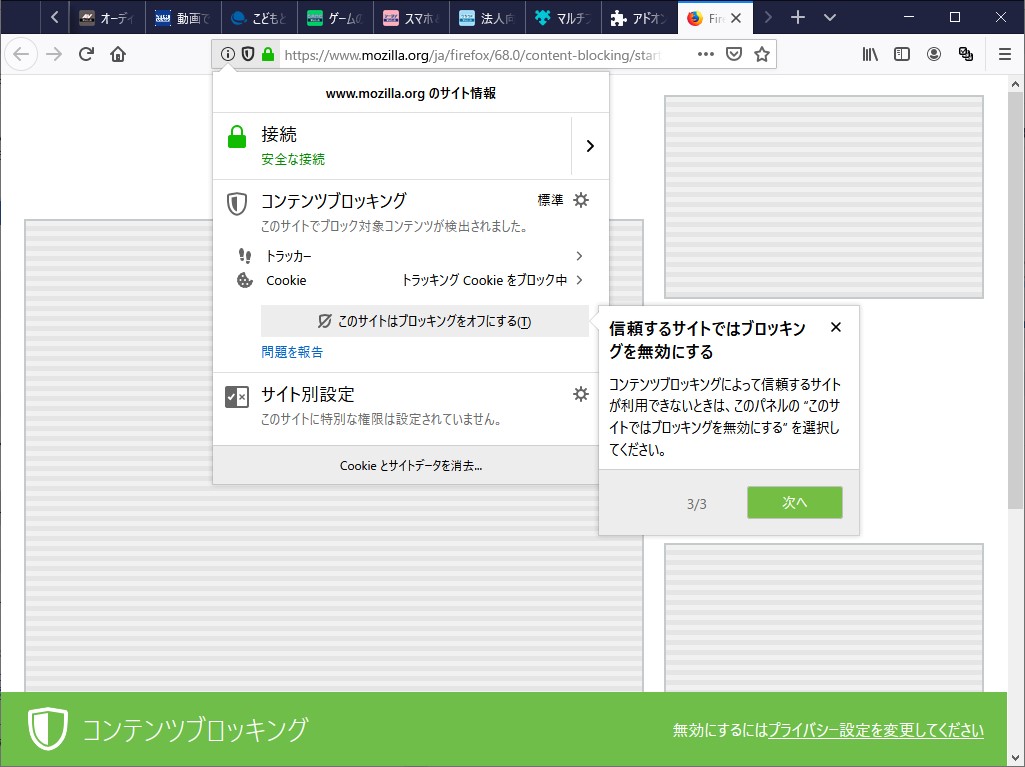 オーディ
動画で
こどもと
ゲームの
スマホと
法人向
マルチフ
アドオン
Fire
https://www.mozilla.org/ja/firefox/68.0/content-blocking/start
www.mozilla.org のサイト情報
接続
安全な接続
コンテンツブロッキング
標準
このサイトでブロック対象コンテンツが検出されました。
トラッカー
Cookie
トラッキング Cookie をブロック中
このサイトはブロッキングをオフにする(T)
問題を報告
サイト別設定
このサイトに特別な権限は設定されていません。
Cookie とサイトデータを消去...
信頼するサイトではブロッキン
グを無効にする
コンテンツブロッキングによって信頼するサイト
が利用できないときは、このパネルの “このサ
イトではブロッキングを無効にする” を選択し
てください。
3/3
次へ
コンテンツブロッキング
無効にするにはプライバシー設定を変更してください